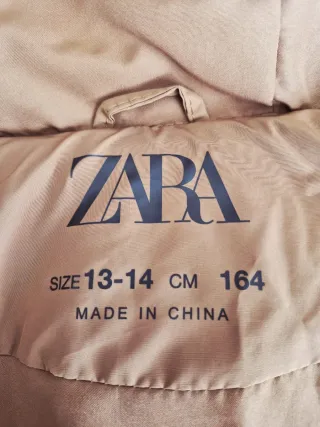 ZARA
SIZE 13-14 CM 164
MADE IN CHINA